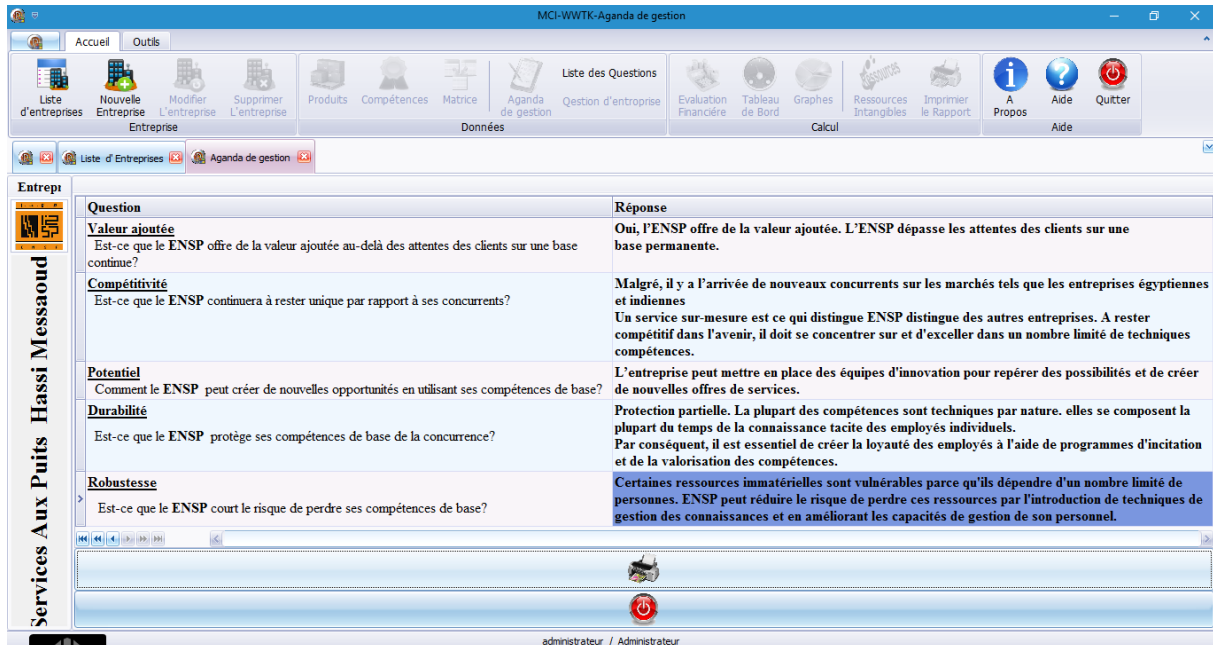 MCI-WWTK-Aganda de gestion
Accueil Outils
Liste d'entreprises
Nouvelle Entreprise
Modifier L'entreprise
Supprimer L'entreprise
Entreprise
Produits
Compétences
Matrice
Aganda de gestion
Liste des Questions
Qestion d'entroprise
Données
Evaluation Financiére
Tableau de Bord
Graphes
Ressources Intangibles
Imprimer le Rapport
Calcul
A Propos
Aide
Quitter
Aide
Liste d' Entreprises
Aganda de gestion
Entrepr
Services Aux Puits Hassi Messaoud
Question Réponse
Valeur ajoutée
Est-ce que le ENSP offre de la valeur ajoutée au-delà des attentes des clients sur une base
continue?
Oui, l'ENSP offre de la valeur ajoutée. L'ENSP dépasse les attentes des clients sur une
base permanente.
Compétitivité
Est-ce que le ENSP continuera à rester unique par rapport à ses concurrents?
Malgré, il y a l'arrivée de nouveaux concurrents sur les marchés tels que les entreprises égyptiennes
et indiennes
Un service sur-mesure est ce qui distingue ENSP distingue des autres entreprises. A rester
compétitif dans l'avenir, il doit se concentrer sur et d'exceller dans un nombre limité de techniques
compétences.
Potentiel
Comment le ENSP peut créer de nouvelles opportunités en utilisant ses compétences de base?
L'entreprise peut mettre en place des équipes d'innovation pour repérer des possibilités et de créer
de nouvelles offres de services.
Durabilité
Est-ce que le ENSP protège ses compétences de base de la concurrence?
Protection partielle. La plupart des compétences sont techniques par nature. elles se composent la
plupart du temps de la connaissance tacite des employés individuels.
Par conséquent, il est essentiel de créer la loyauté des employés à l'aide de programmes d'incitation
et de la valorisation des compétences.
Robustesse
Est-ce que le ENSP court le risque de perdre ses compétences de base?
Certaines ressources immatérielles sont vulnérables parce qu'ils dépendre d'un nombre limité de
personnes. ENSP peut réduire le risque de perdre ces ressources par l'introduction de techniques de
gestion des connaissances et en améliorant les capacités de gestion de son personnel.
administrateur / Administrateur